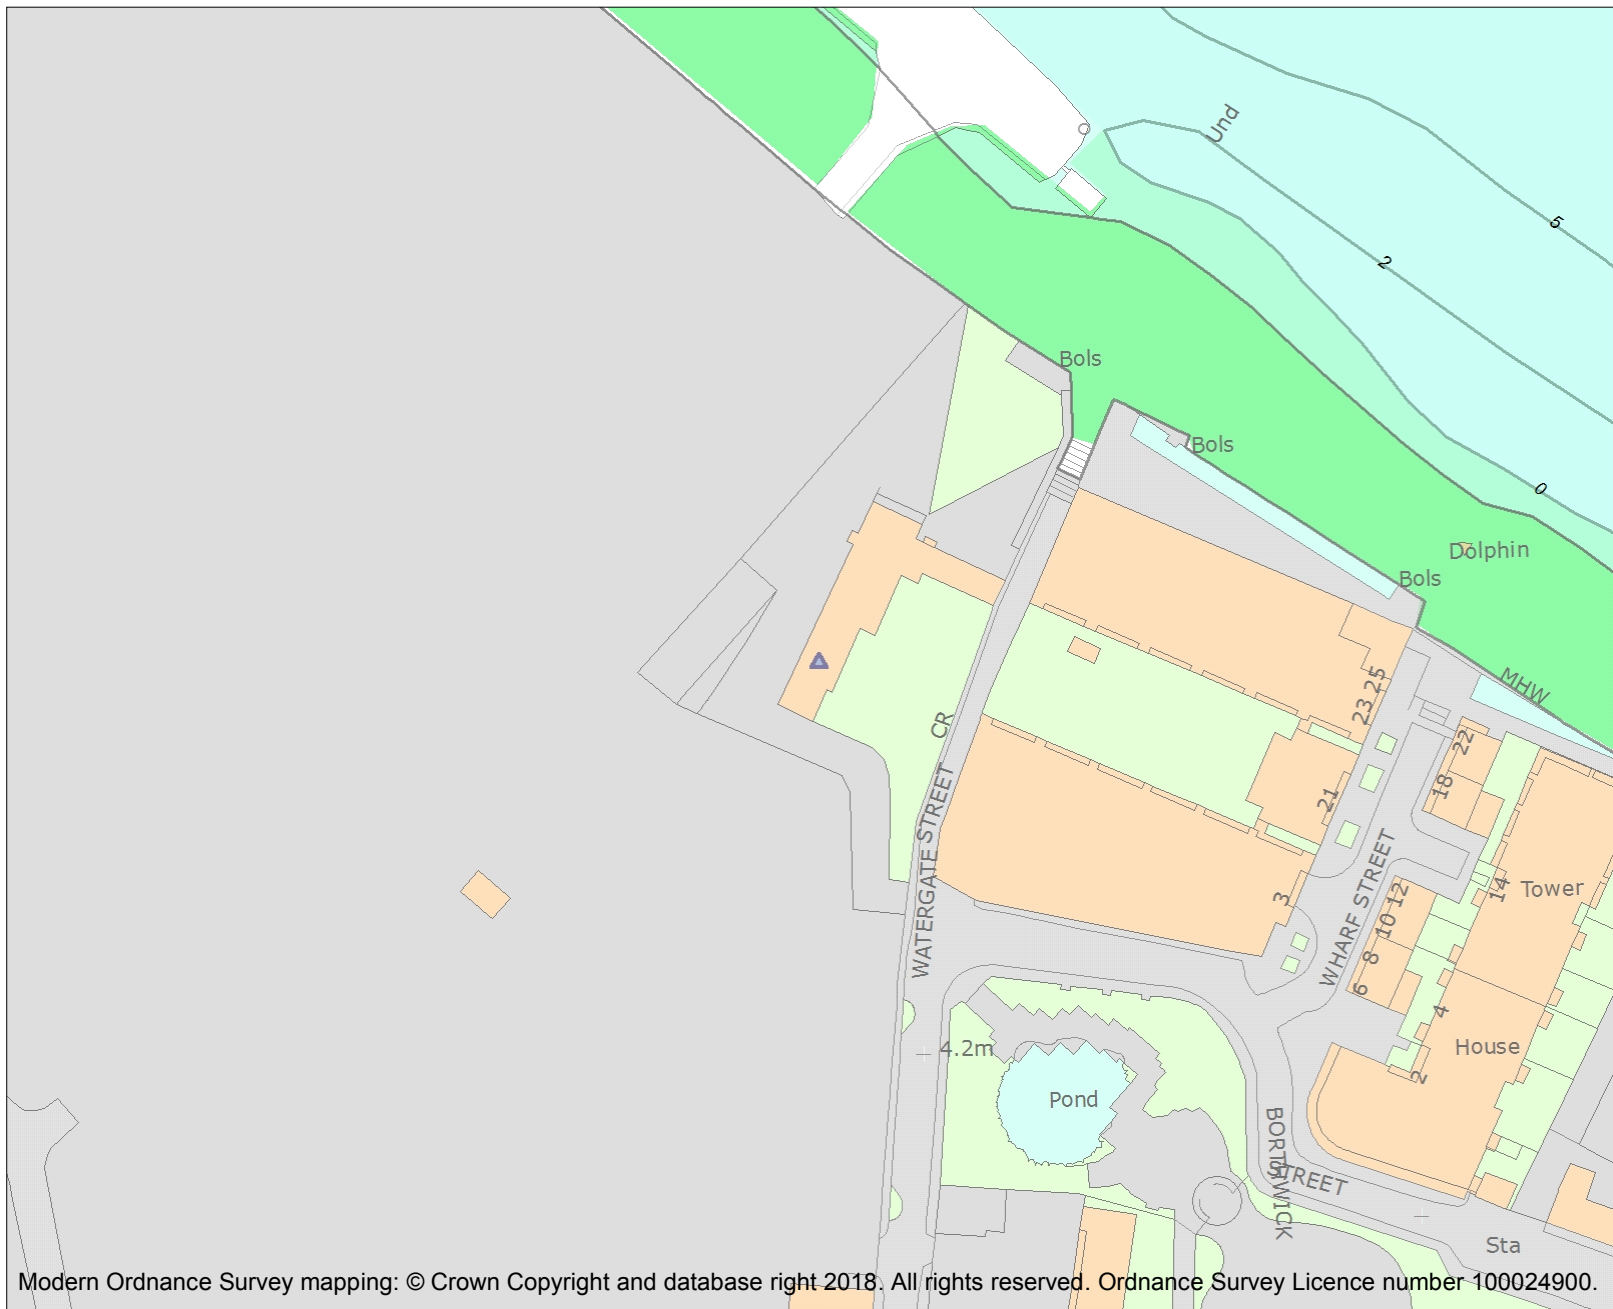 Und
5
2
Bols
Bols
0
Dolphin
Bols
MHW
23 25
CR
22
18
21
WATERGATE STREET
WHARF STREET
14
Tower
3
10 12
8
6
4
House
2
4.2m
Pond
BORTHWICK
STREET
Sta
Modern Ordnance Survey mapping: © Crown Copyright and database right 2018. All rights reserved. Ordnance Survey Licence number 100024900.